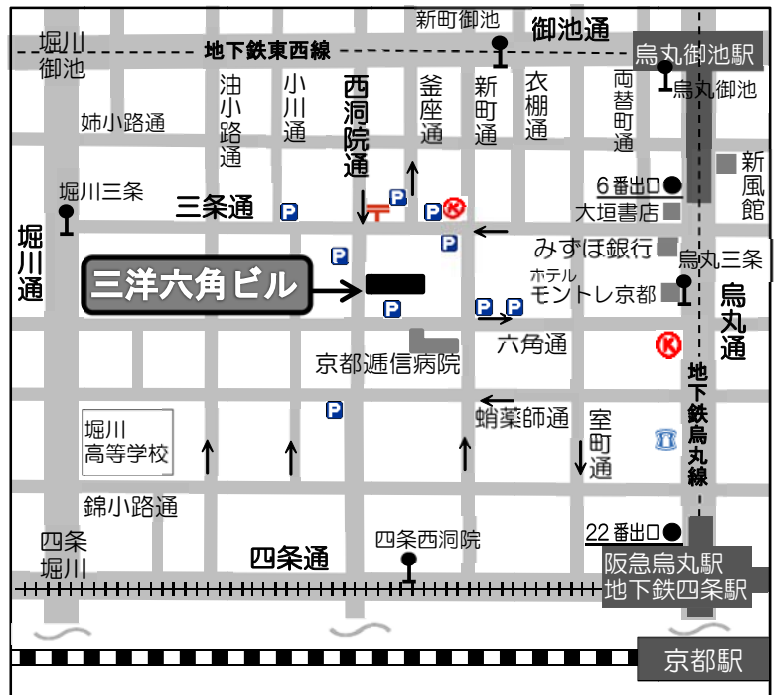 新町御池
御池通
堀川
御池
地下鉄東西線
烏丸御池駅
烏丸御池
油小路通
小川通
西洞院通
釜座通
新町通
衣棚通
両替町通
姉小路通
新風館
6番出口
堀川三条
三条通
大垣書店
堀川通
みずほ銀行
烏丸三条
三洋六角ビル
ホテル
モントレ京都
烏丸通
P
P
P
P
P
P
P
P
P
K
六角通
K
京都逓信病院
地下鉄烏丸線
蛸薬師通
室町通
堀川
高等学校
錦小路通
22番出口
四条
堀川
四条通
四条西洞院
阪急烏丸駅
地下鉄四条駅
京都駅